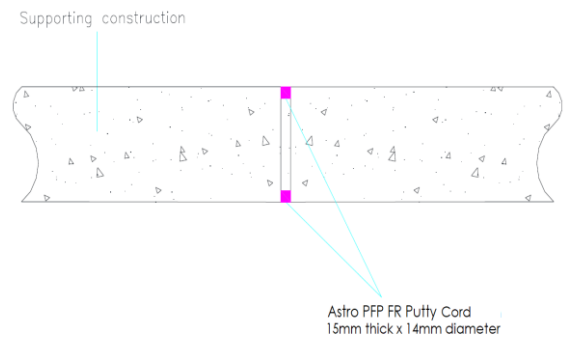 Supporting construction
Astro PFP FR Putty Cord
15mm thick x 14mm diameter